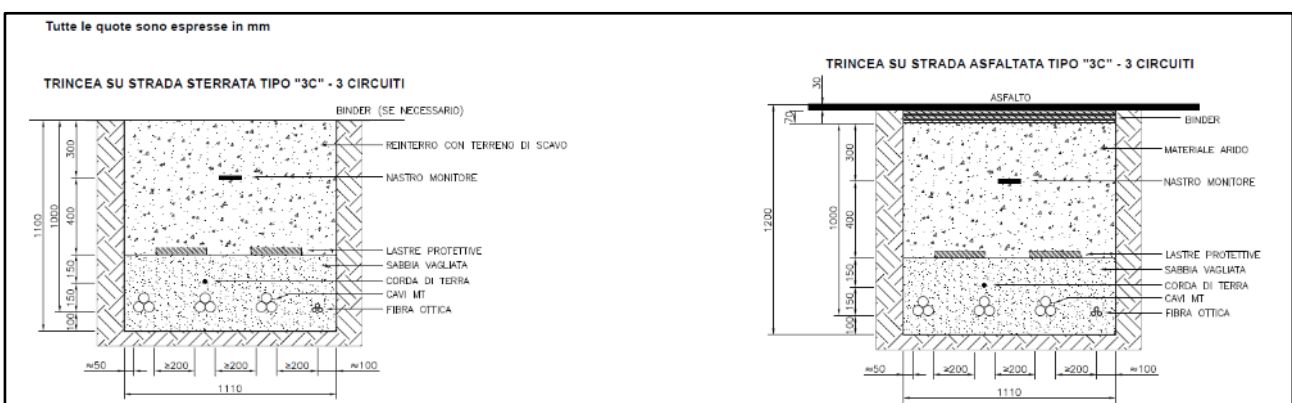 Tutte le quote sono espresse in mm
TRINCEA SU STRADA STERRATA TIPO "3C" - 3 CIRCUITI
BINDER (SE NECESSARIO)
REINTERRO CON TERRENO DI SCAVO
NASTRO MONITORE
LASTRE PROTETTIVE
SABBIA VAGLIATA
CORDA DI TERRA
CAVI MT
FIBRA OTTICA
1100
1000
300
400
150
150
100
≈50
≥200
≥200
≥200
≈100
1110
TRINCEA SU STRADA ASFALTATA TIPO "3C" - 3 CIRCUITI
30
ASFALTO
70
BINDER
MATERIALE ARIDO
NASTRO MONITORE
LASTRE PROTETTIVE
SABBIA VAGLIATA
CORDA DI TERRA
CAVI MT
FIBRA OTTICA
1200
1000
300
400
150
150
100
≈50
≥200
≥200
≥200
≈100
1110